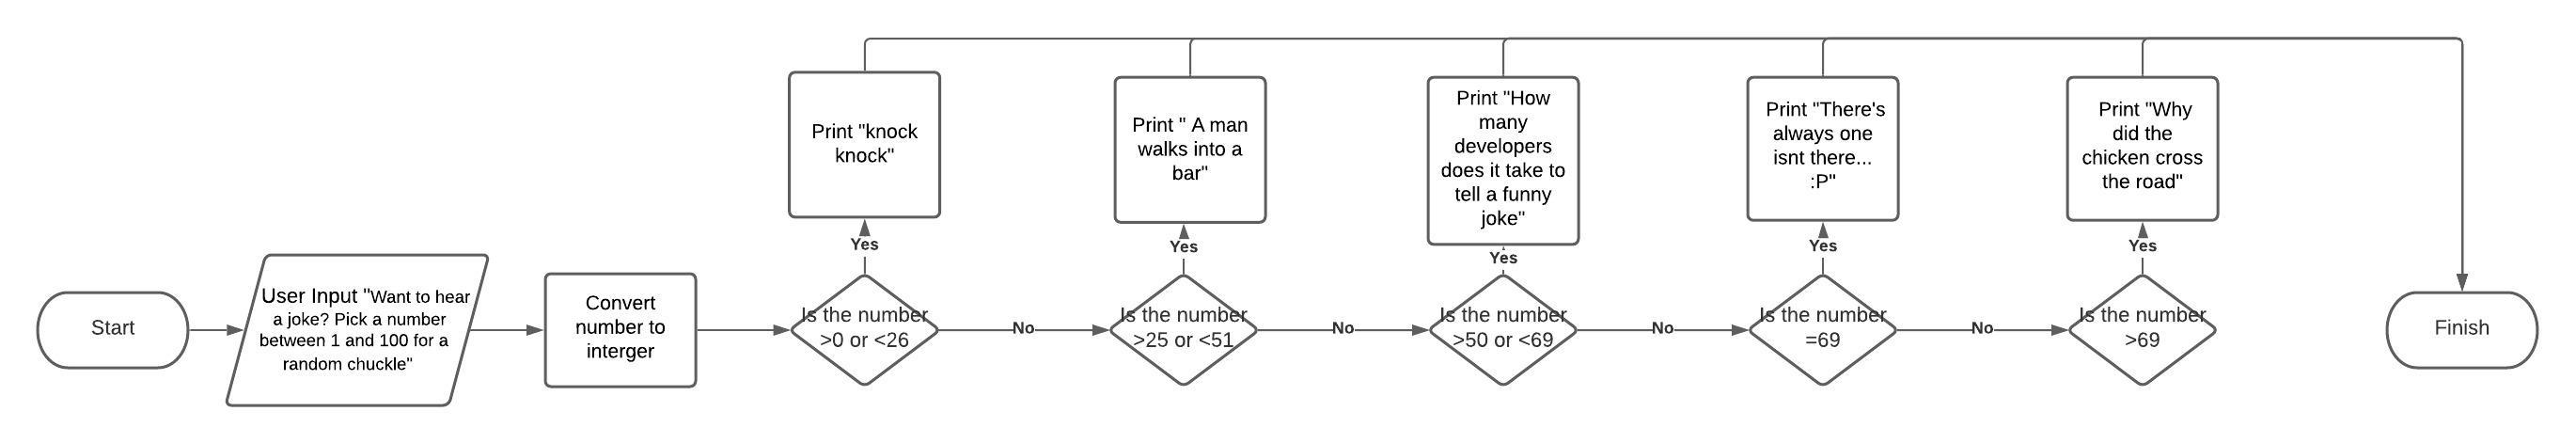 Start
User Input "Want to hear
a joke? Pick a number
between 1 and 100 for a
random chuckle"
Convert
number to
interger
Is the number
>0 or <26
Yes
Print "knock
knock"
No
Is the number
>25 or <51
Yes
Print " A man
walks into a
bar"
No
Is the number
>50 or <69
Yes
Print "How
many
developers
does it take to
tell a funny
joke"
No
Is the number
=69
Yes
Print "There's
always one
isnt there...
:P"
No
Is the number
>69
Yes
Print "Why
did the
chicken cross
the road"
Finish